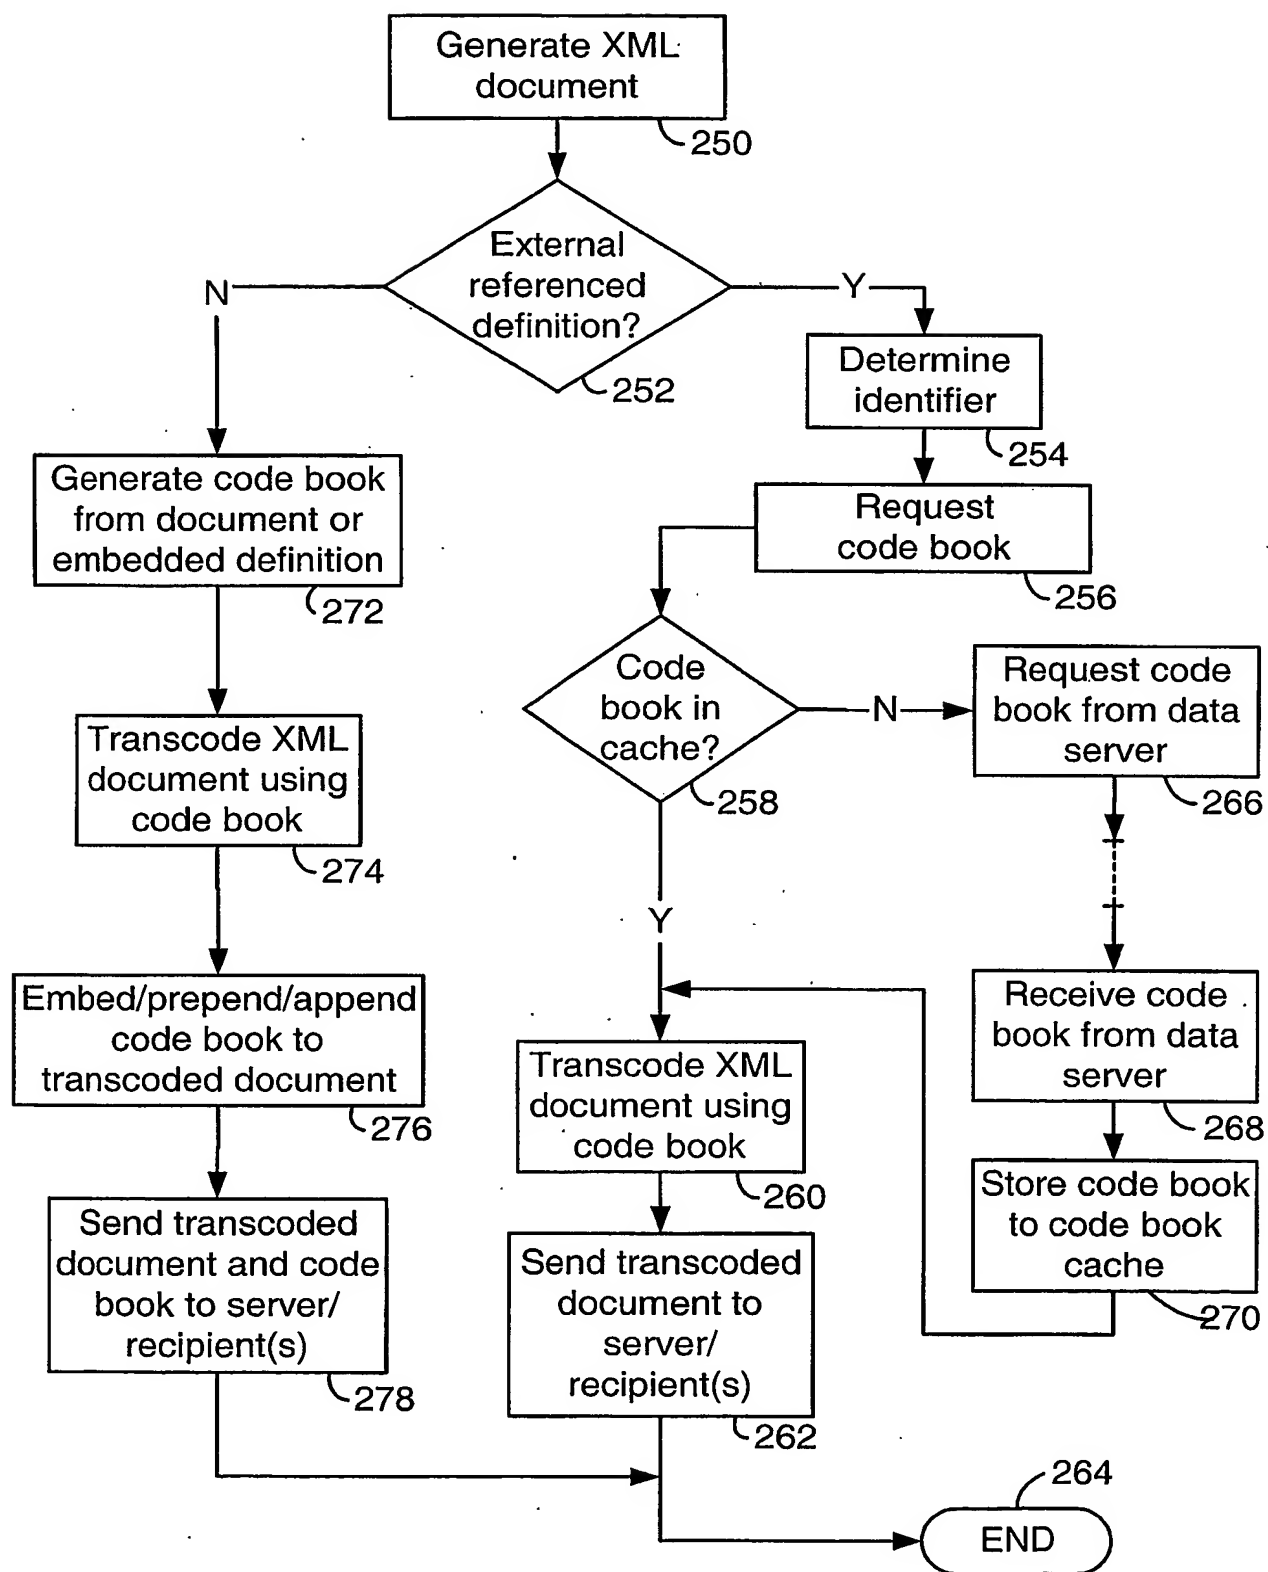 Generate XML
document
250
External
referenced
definition?
252
N
Y
Determine
identifier
254
Request
code book
256
Generate code book
from document or
embedded definition
272
Code
book in
cache?
258
N
Request code
book from data
server
266
Transcode XML
document using
code book
274
Y
Embed/prepend/append
code book to
transcoded document
276
Receive code
book from data
server
268
Transcode XML
document using
code book
260
Store code book
to code book
cache
270
Send transcoded
document and code
book to server/
recipient(s)
278
Send transcoded
document to
server/
recipient(s)
262
264
END